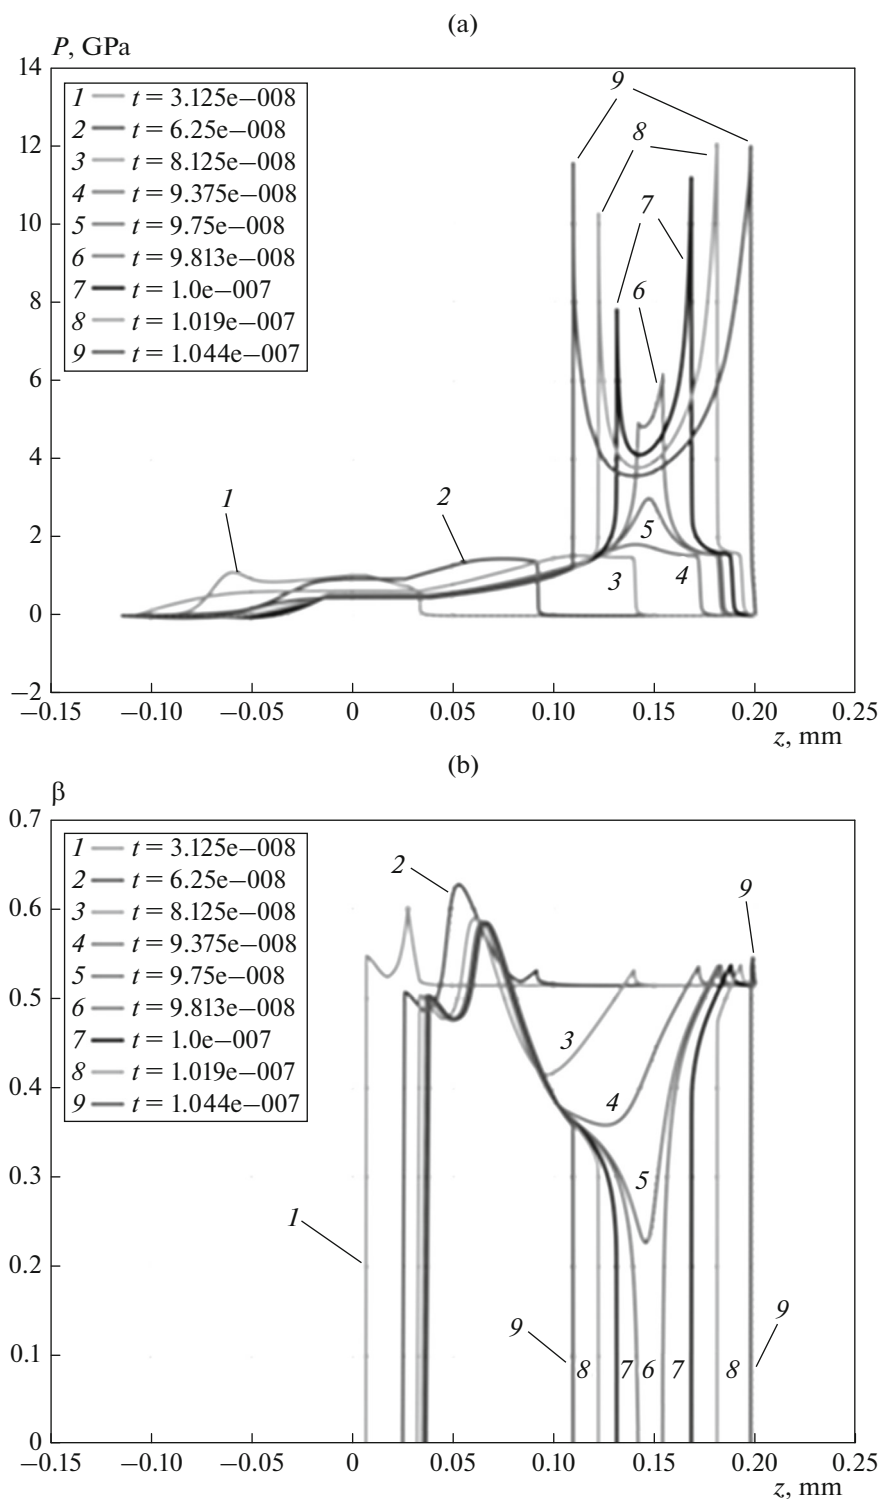 (a)
P, GPa
14
12
10
8
6
4
2
0
−2
1 t = 3.125e−008
2 t = 6.25e−008
3 t = 8.125e−008
4 t = 9.375e−008
5 t = 9.75e−008
6 t = 9.813e−008
7 t = 1.0e−007
8 t = 1.019e−007
9 t = 1.044e−007
9
8
7
6
1
2
5
3
4
−0.15
−0.10
−0.05
0
0.05
0.10
0.15
0.20
0.25
z, mm
(b)
β
0.7
0.6
0.5
0.4
0.3
0.2
0.1
0
1 t = 3.125e−008
2 t = 6.25e−008
3 t = 8.125e−008
4 t = 9.375e−008
5 t = 9.75e−008
6 t = 9.813e−008
7 t = 1.0e−007
8 t = 1.019e−007
9 t = 1.044e−007
2
9
3
4
5
1
9
9
8
7
6
7
8
−0.15
−0.10
−0.05
0
0.05
0.10
0.15
0.20
0.25
z, mm